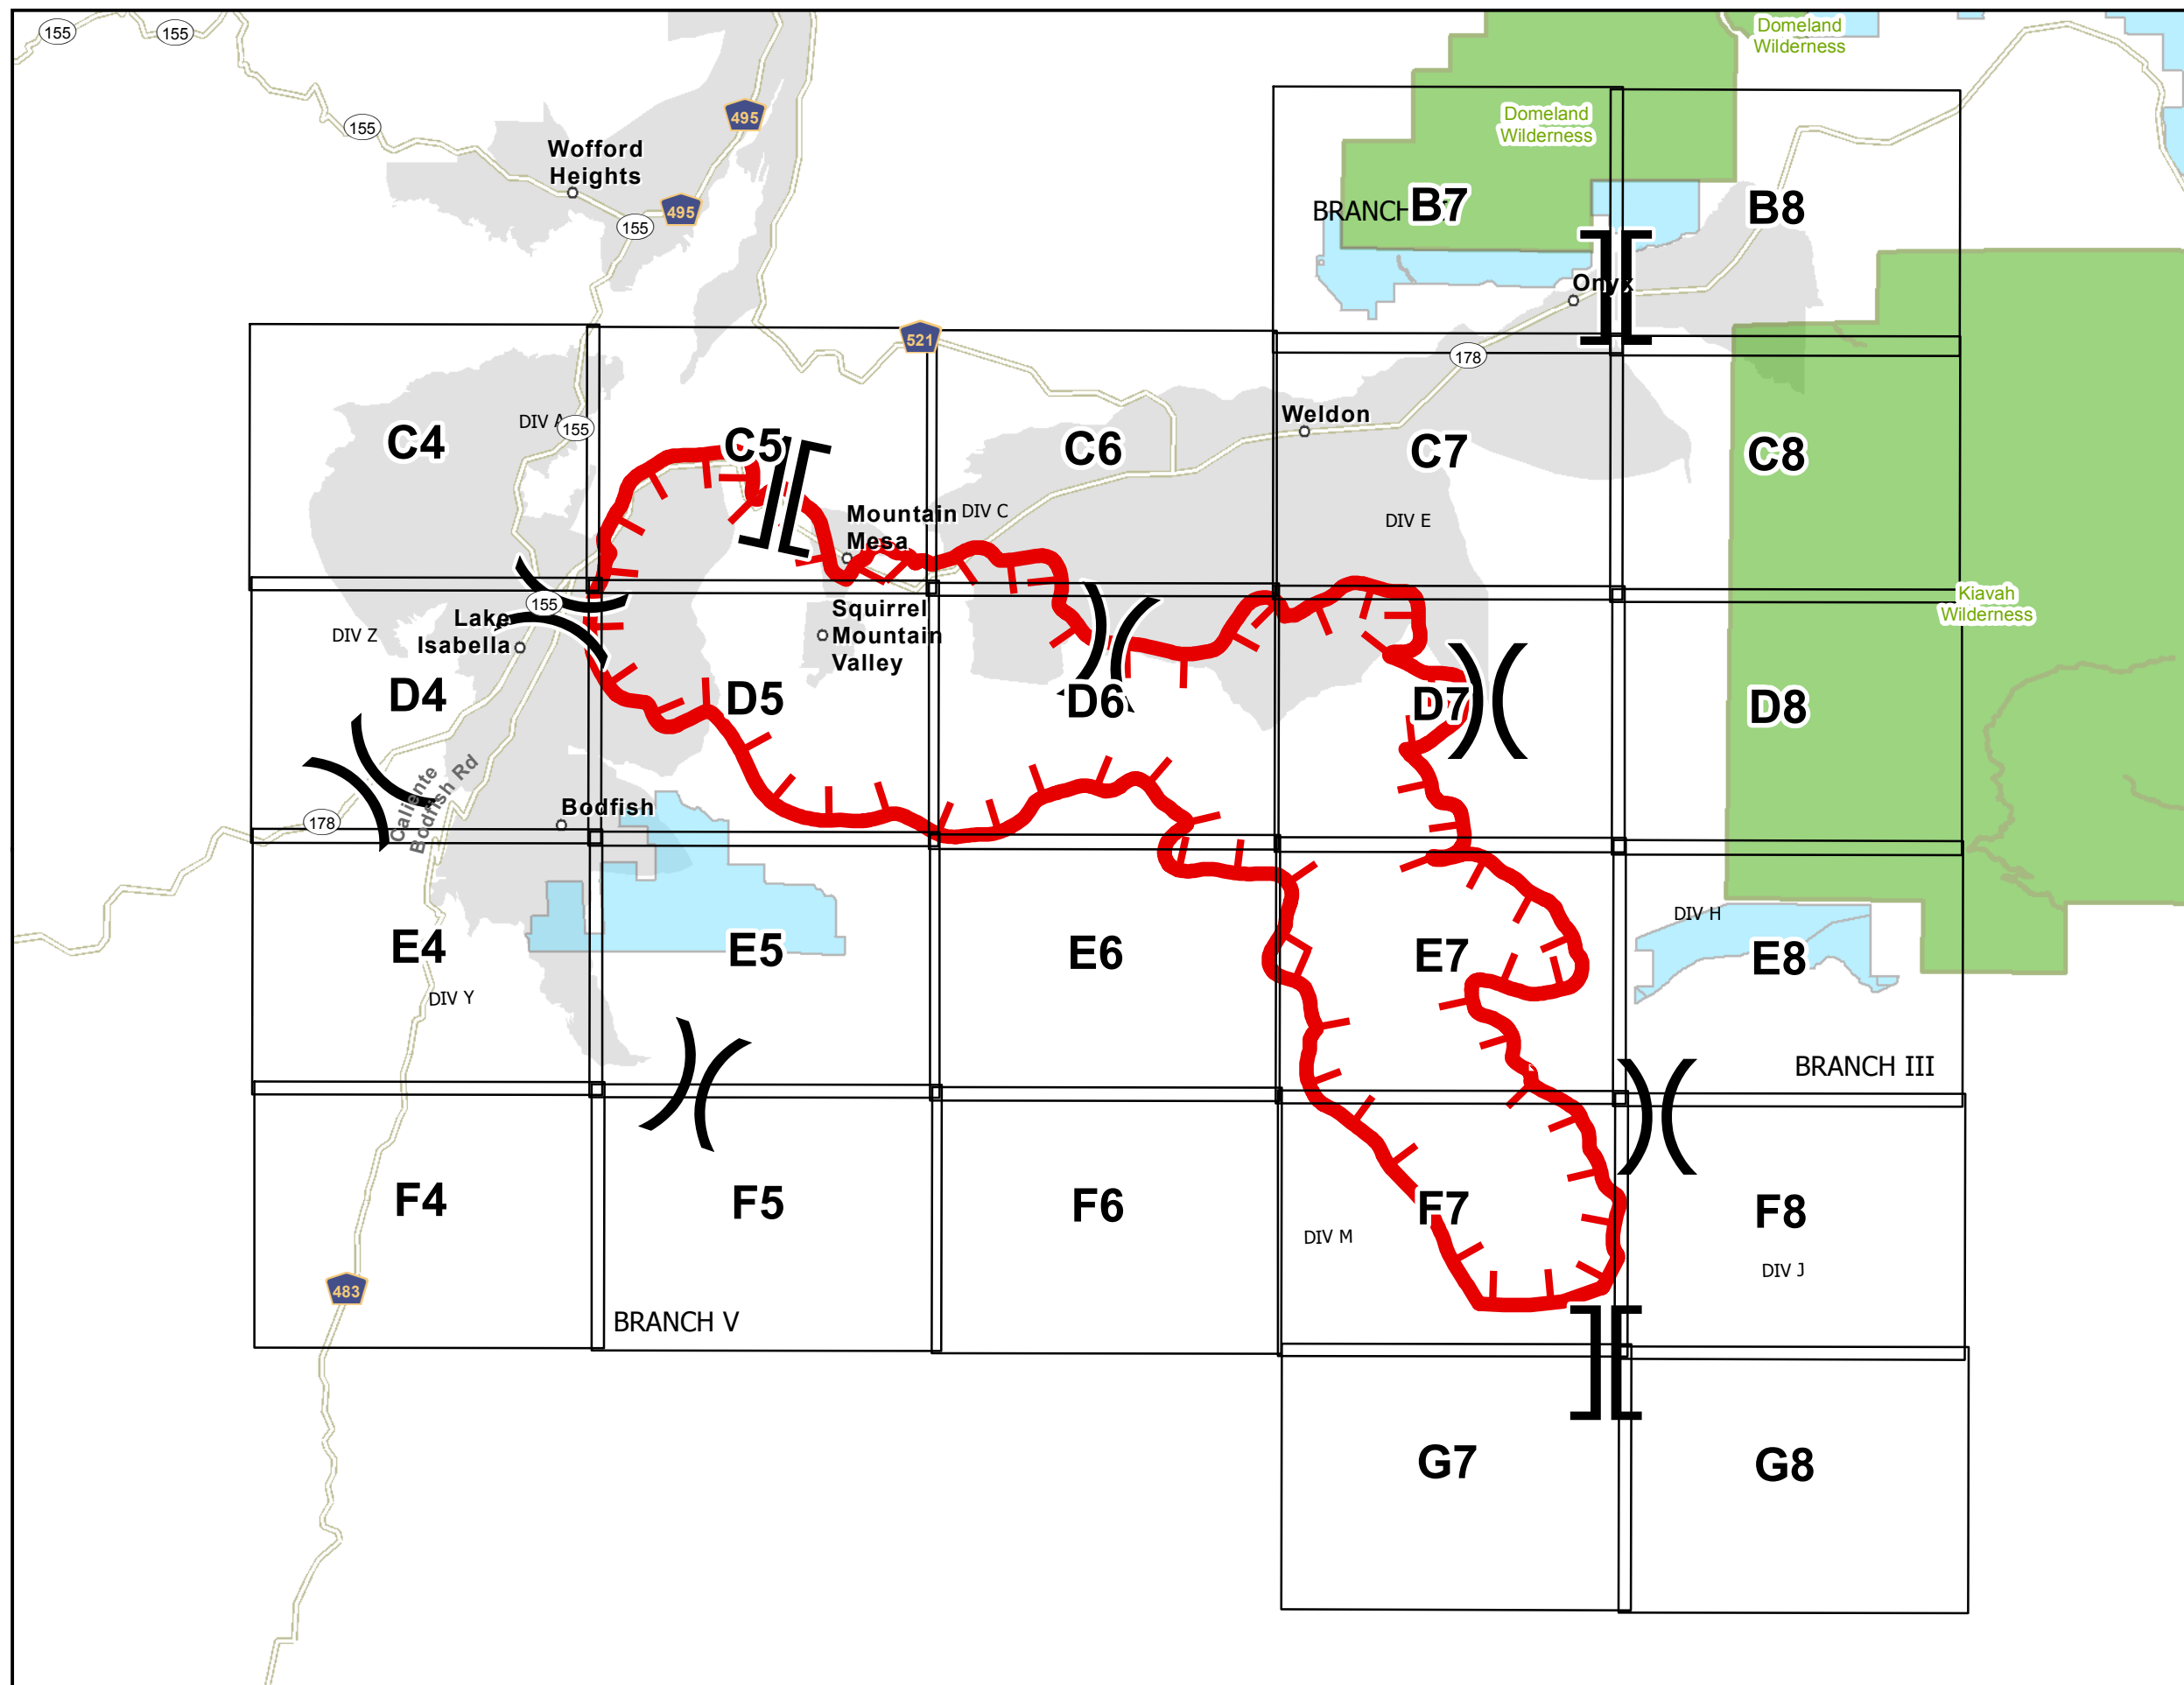 155
155
Domeland
Wilderness
495
Domeland
Wilderness
155
Wofford
Heights
B7
B8
BRANCH
495
155
Onyx
521
178
Weldon
DIV A
155
C4
C5
C6
C7
C8
Mountain
Mesa
DIV C
DIV E
155
Lake
Isabella
DIV Z
Squirrel
Mountain
Valley
Kiavah
Wilderness
D4
D5
D6
D7
D8
Caliente
Bodfish Rd
Bodfish
178
DIV H
E4
E5
E6
E7
E8
DIV Y
BRANCH III
F4
F5
F6
F7
F8
DIV M
DIV J
483
BRANCH V
G7
G8